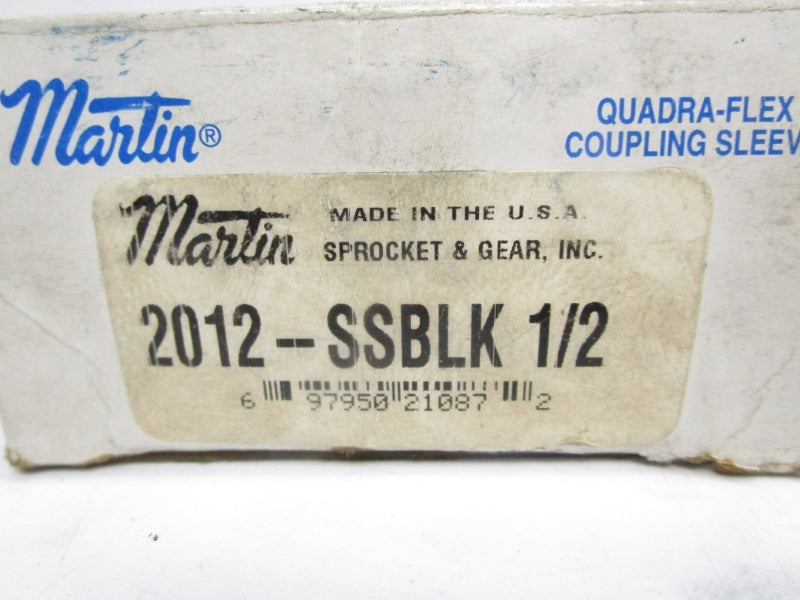 Martin®
QUADRA-FLEX
COUPLING SLEEV
Martin MADE IN THE U.S.A.
SPROCKET & GEAR, INC.
2012-SSBLK 1/2
6 97950 21087 2